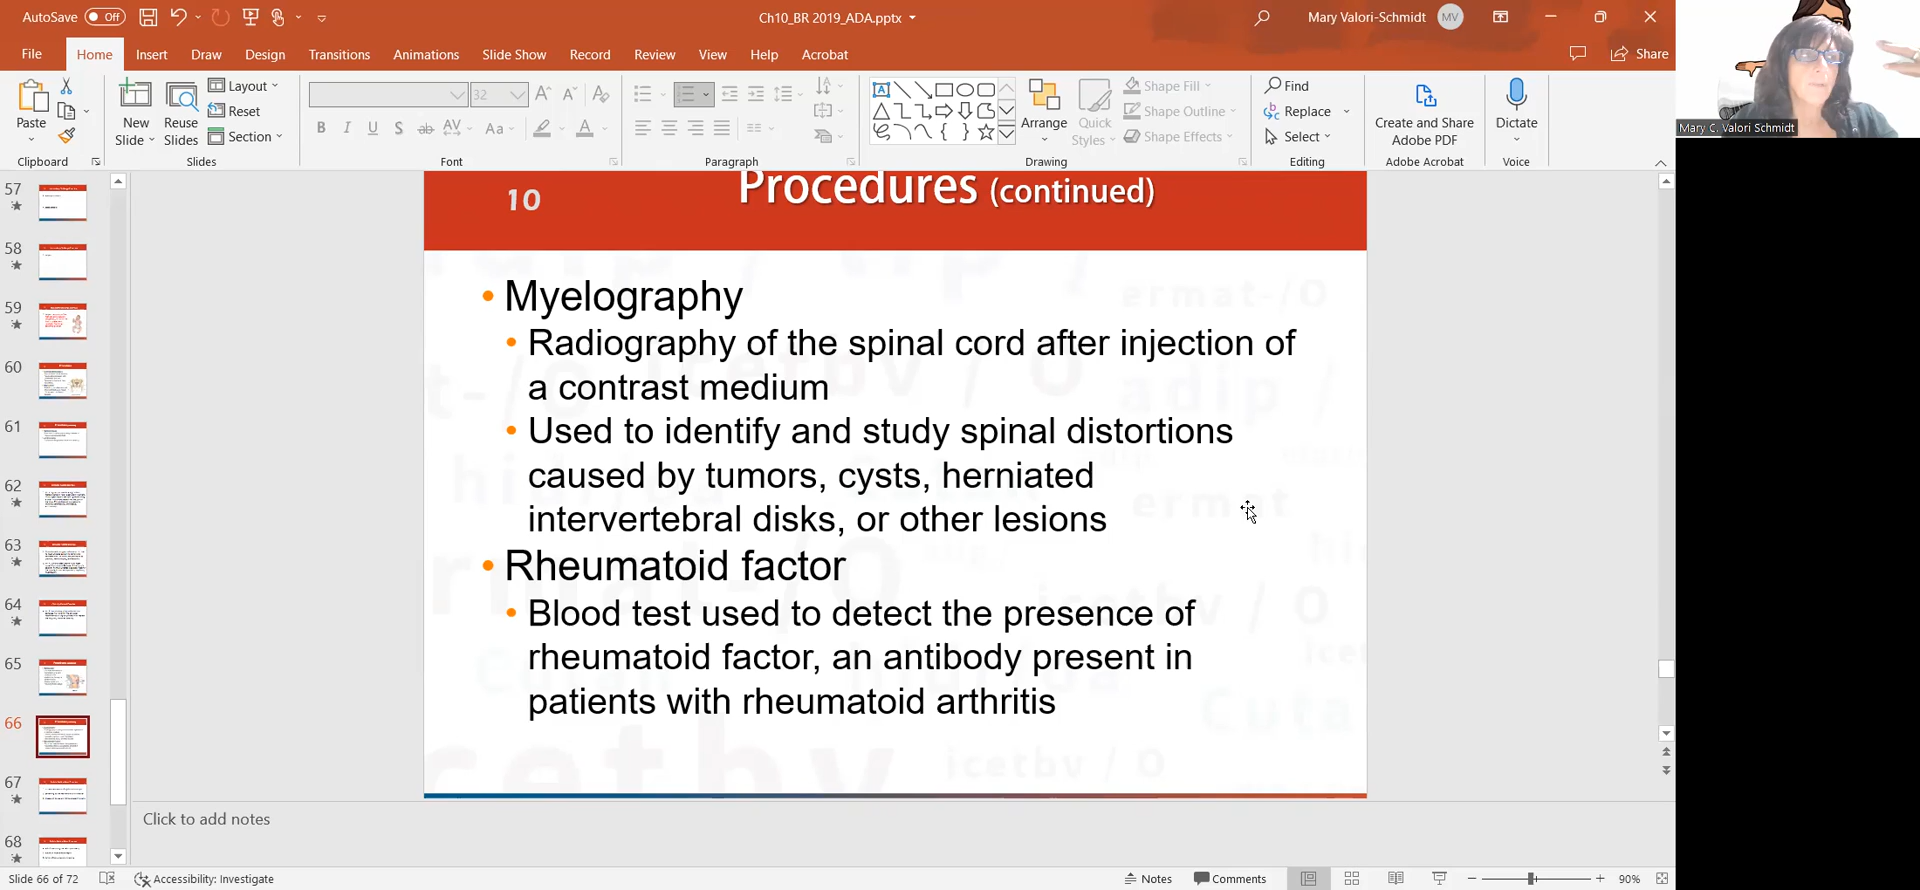 AutoSave Off
Ch10_BR 2019_ADA.pptx
Mary Valori-Schmidt MV
File Home Insert Draw Design Slide Show Transitions Animations Record Review View Help Acrobat
Share
Paste
Clipboard
New Slide
Reuse Slides
Layout
Reset
Section
Slides
32
Font
Paragraph
Arrange
Quick Styles
Shape Fill
Shape Outline
Shape Effects
Drawing
Find
Replace
Select
Editing
Create and Share Adobe PDF
Adobe Acrobat
Dictate
Voice
Mary C. Valori Schmidt
57
58
59
60
61
62
63
64
65
66
67
68
10
Procedures (continued)
• Myelography
• Radiography of the spinal cord after injection of
a contrast medium
• Used to identify and study spinal distortions
caused by tumors, cysts, herniated
intervertebral disks, or other lesions
• Rheumatoid factor
• Blood test used to detect the presence of
rheumatoid factor, an antibody present in
patients with rheumatoid arthritis
Click to add notes
Slide 66 of 72 Accessibility: Investigate Notes Comments 90%